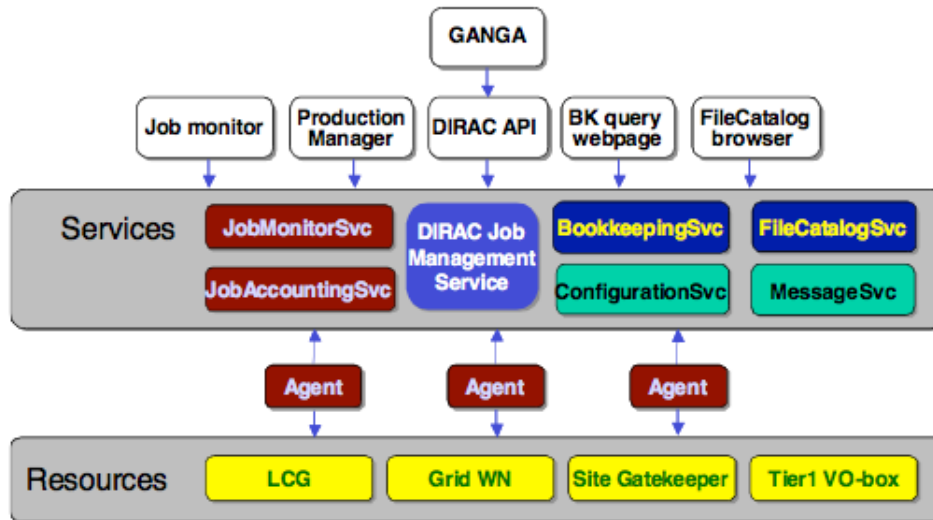 GANGA
Job monitor
Production
Manager
DIRAC API
BK query
webpage
FileCatalog
browser
Services
JobMonitorSvc
JobAccountingSvc
DIRAC Job
Management
Service
BookkeepingSvc
ConfigurationSvc
FileCatalogSvc
MessageSvc
Agent
Agent
Agent
Resources
LCG
Grid WN
Site Gatekeeper
Tier1 VO-box